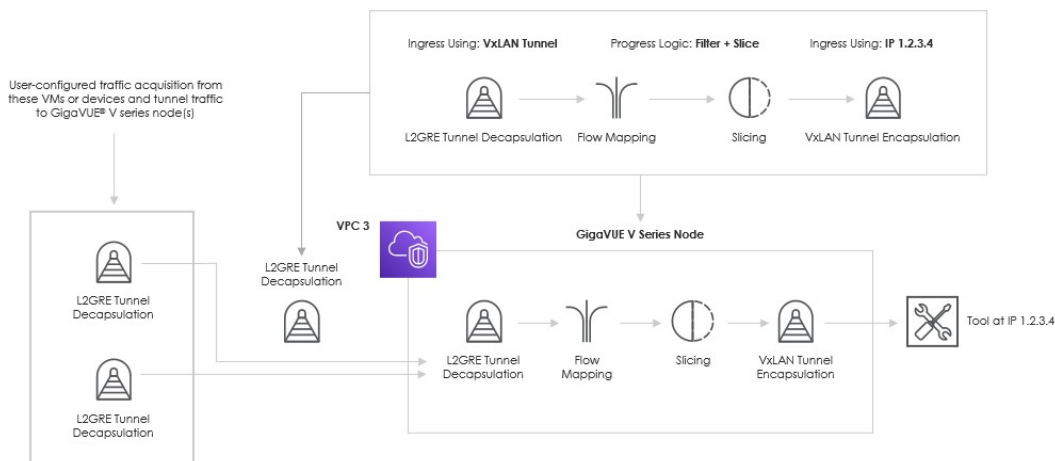 Ingress Using: VxLAN Tunnel
Progress Logic: Filter + Slice
Ingress Using: IP 1.2.3.4
L2GRE Tunnel Decapsulation
Flow Mapping
Slicing
VxLAN Tunnel Encapsulation
User-configured traffic acquisition from
these VMs or devices and tunnel traffic
to GigaVUE® V series node(s)
VPC 3
GigaVUE V Series Node
L2GRE Tunnel
Decapsulation
L2GRE Tunnel
Decapsulation
L2GRE Tunnel
Decapsulation
L2GRE Tunnel
Decapsulation
Flow
Mapping
Slicing
VxLAN Tunnel
Encapsulation
Tool at IP 1.2.3.4